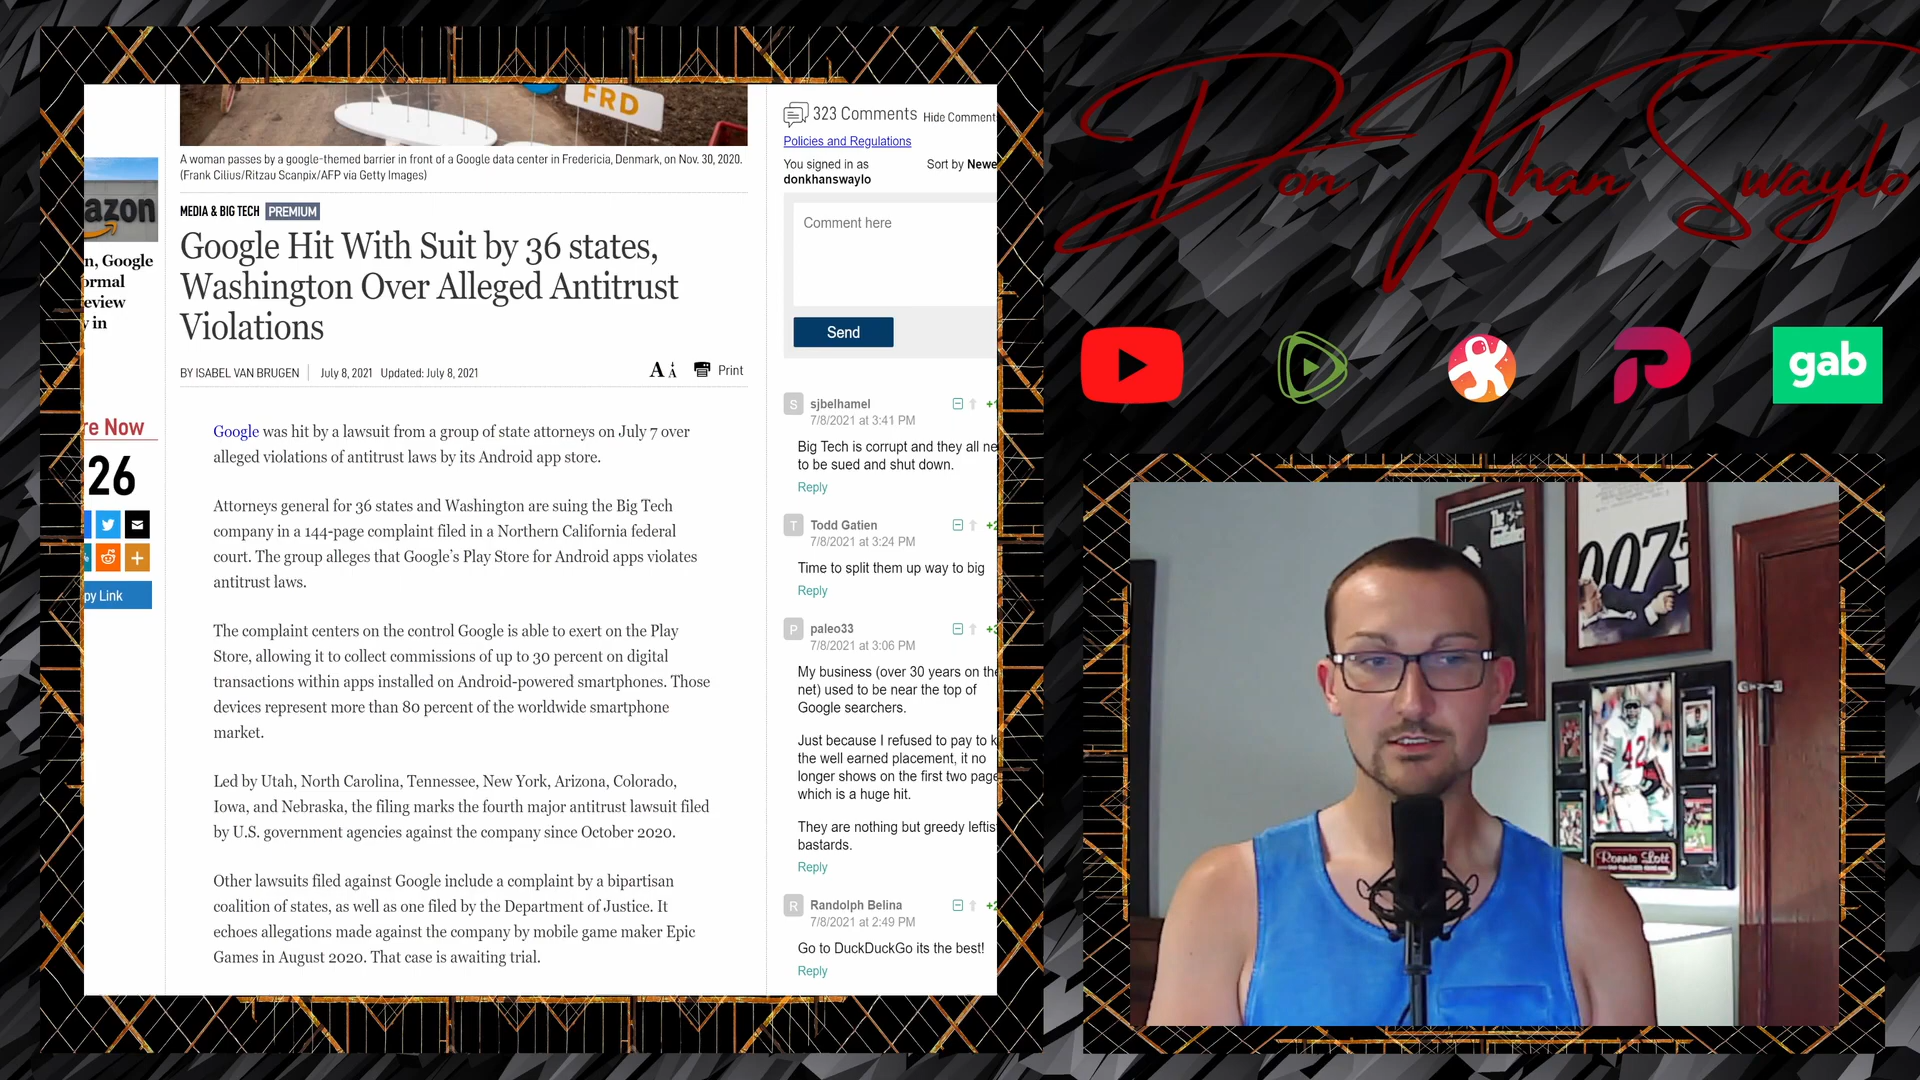 FRD
A woman passes by a google-themed barrier in front of a Google data center in Fredericia, Denmark, on Nov. 30, 2020.
(Frank Cilius/Ritzau Scanpix/AFP via Getty Images)
MEDIA & BIG TECH PREMIUM
Google Hit With Suit by 36 states,
Washington Over Alleged Antitrust
Violations
BY ISABEL VAN BRUGEN July 8, 2021 Updated: July 8, 2021
A A Print
Google was hit by a lawsuit from a group of state attorneys on July 7 over
alleged violations of antitrust laws by its Android app store.
Attorneys general for 36 states and Washington are suing the Big Tech
company in a 144-page complaint filed in a Northern California federal
court. The group alleges that Google’s Play Store for Android apps violates
antitrust laws.
The complaint centers on the control Google is able to exert on the Play
Store, allowing it to collect commissions of up to 30 percent on digital
transactions within apps installed on Android-powered smartphones. Those
devices represent more than 80 percent of the worldwide smartphone
market.
Led by Utah, North Carolina, Tennessee, New York, Arizona, Colorado,
Iowa, and Nebraska, the filing marks the fourth major antitrust lawsuit filed
by U.S. government agencies against the company since October 2020.
Other lawsuits filed against Google include a complaint by a bipartisan
coalition of states, as well as one filed by the Department of Justice. It
echoes allegations made against the company by mobile game maker Epic
Games in August 2020. That case is awaiting trial.
azon
n, Google
ormal
eview
y in
re Now
26
py Link
323 Comments Hide Comment
Policies and Regulations
You signed in as
donkhanswaylo
Sort by Newe
Comment here
Send
S sjbelhamel
7/8/2021 at 3:41 PM
Big Tech is corrupt and they all ne
to be sued and shut down.
Reply
T Todd Gatien
7/8/2021 at 3:24 PM
Time to split them up way to big
Reply
P paleo33
7/8/2021 at 3:06 PM
My business (over 30 years on the
net) used to be near the top of
Google searchers.
Just because I refused to pay to k
the well earned placement, it no
longer shows on the first two page
which is a huge hit.
They are nothing but greedy leftis
bastards.
Reply
R Randolph Belina
7/8/2021 at 2:49 PM
Go to DuckDuckGo its the best!
Reply
Don Khan Swaylo
gab
007
42
Ronnie Lott